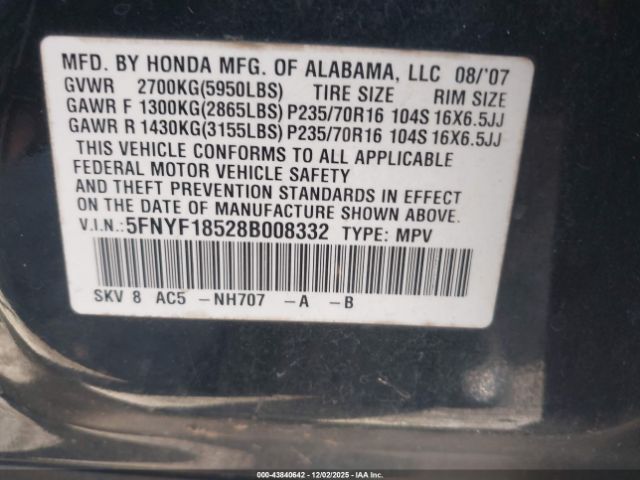 MFD. BY HONDA MFG. OF ALABAMA, LLC 08/'07
GVWR 2700KG(5950LBS) TIRE SIZE RIM SIZE
GAWR F 1300KG(2865LBS) P235/70R16 104S 16X6.5JJ
GAWR R 1430KG(3155LBS) P235/70R16 104S 16X6.5JJ
THIS VEHICLE CONFORMS TO ALL APPLICABLE
FEDERAL MOTOR VEHICLE SAFETY
AND THEFT PREVENTION STANDARDS IN EFFECT
ON THE DATE OF MANUFACTURE SHOWN ABOVE.
V.I.N.: 5FNYF18528B008332 TYPE: MPV
SKV 8 AC5 -NH707 -A -B
000-43840642 - 12/02/2025 - IAAI, Inc.